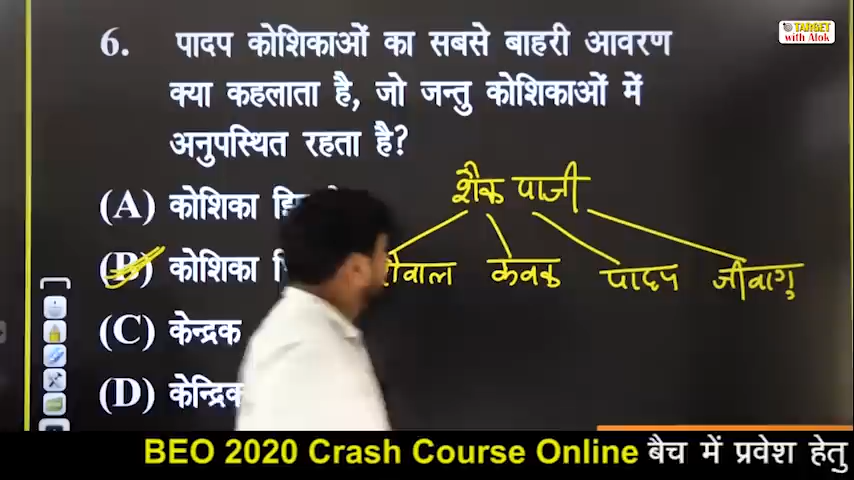 TARGET
with Alok
6. पादप कोशिकाओं का सबसे बाहरी आवरण
क्या कहलाता है, जो जन्तु कोशिकाओं में
अनुपस्थित रहता है?
शैक पाजी
(A) कोशिका
(B) कोशिका
वाल कवक पादप जीवाणु
(C) केन्द्रक
(D)
BEO 2020 Crash Course Online बैच में प्रवेश हेतु